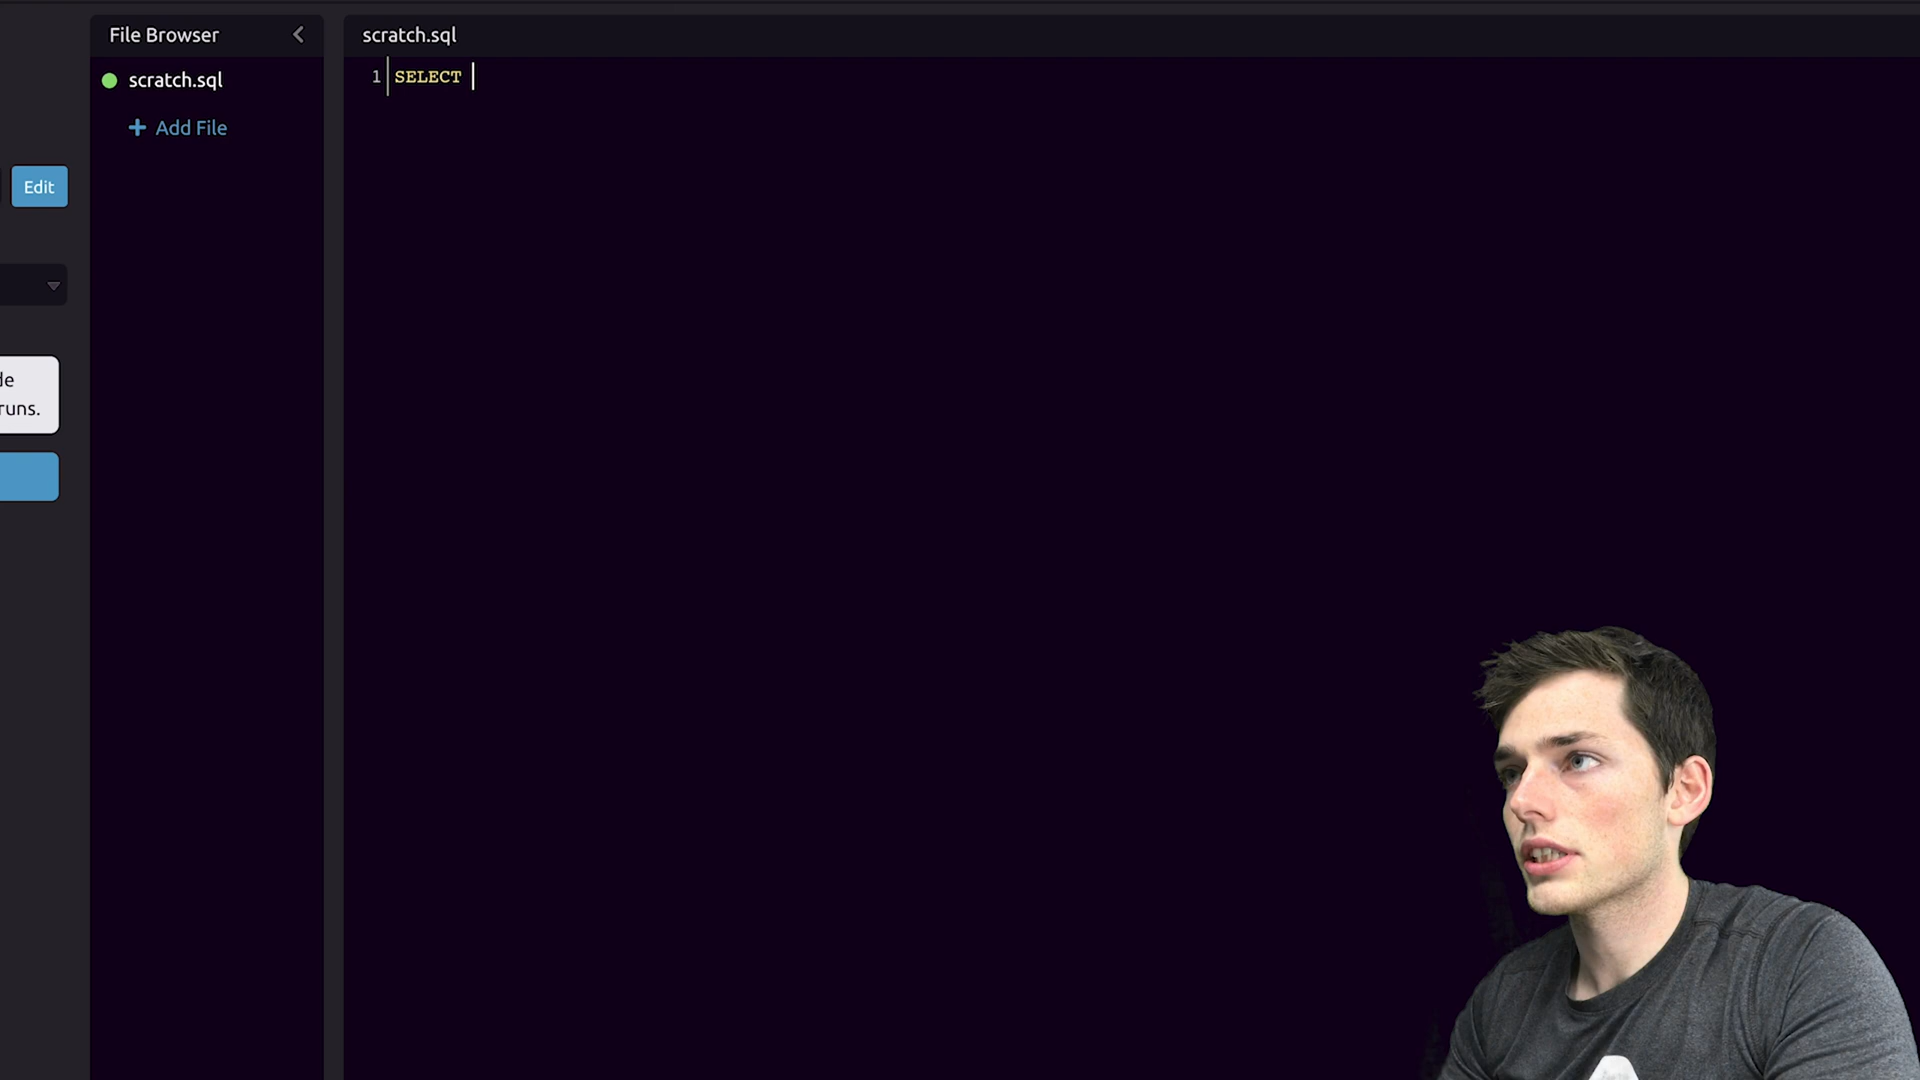 File Browser
scratch.sql
Add File
Edit
runs.
scratch.sql
1 SELECT